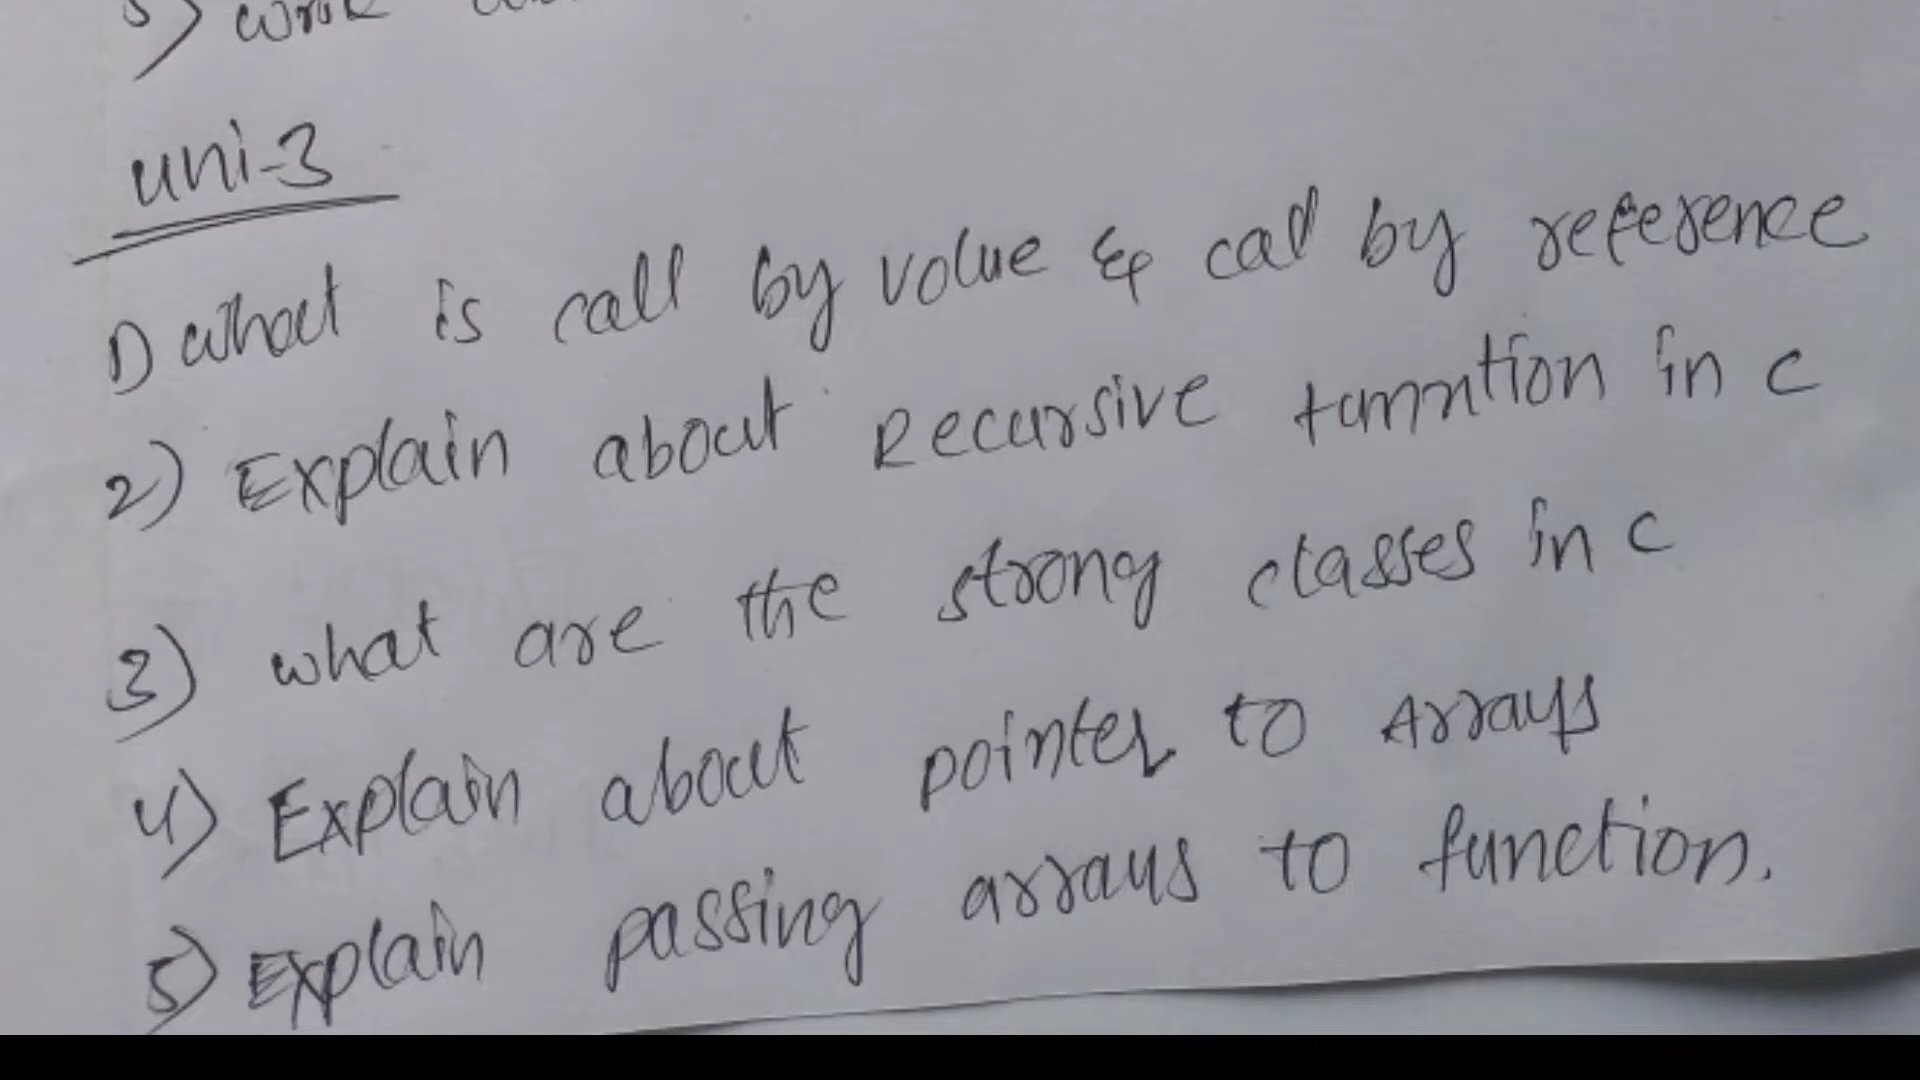 uni-3
1) what is call by value & call by reference
2) Explain about Recursive in c
3) what are the strong classes in c
4) Explain about pointer to Arrays
5) Explain passing arrays to function.